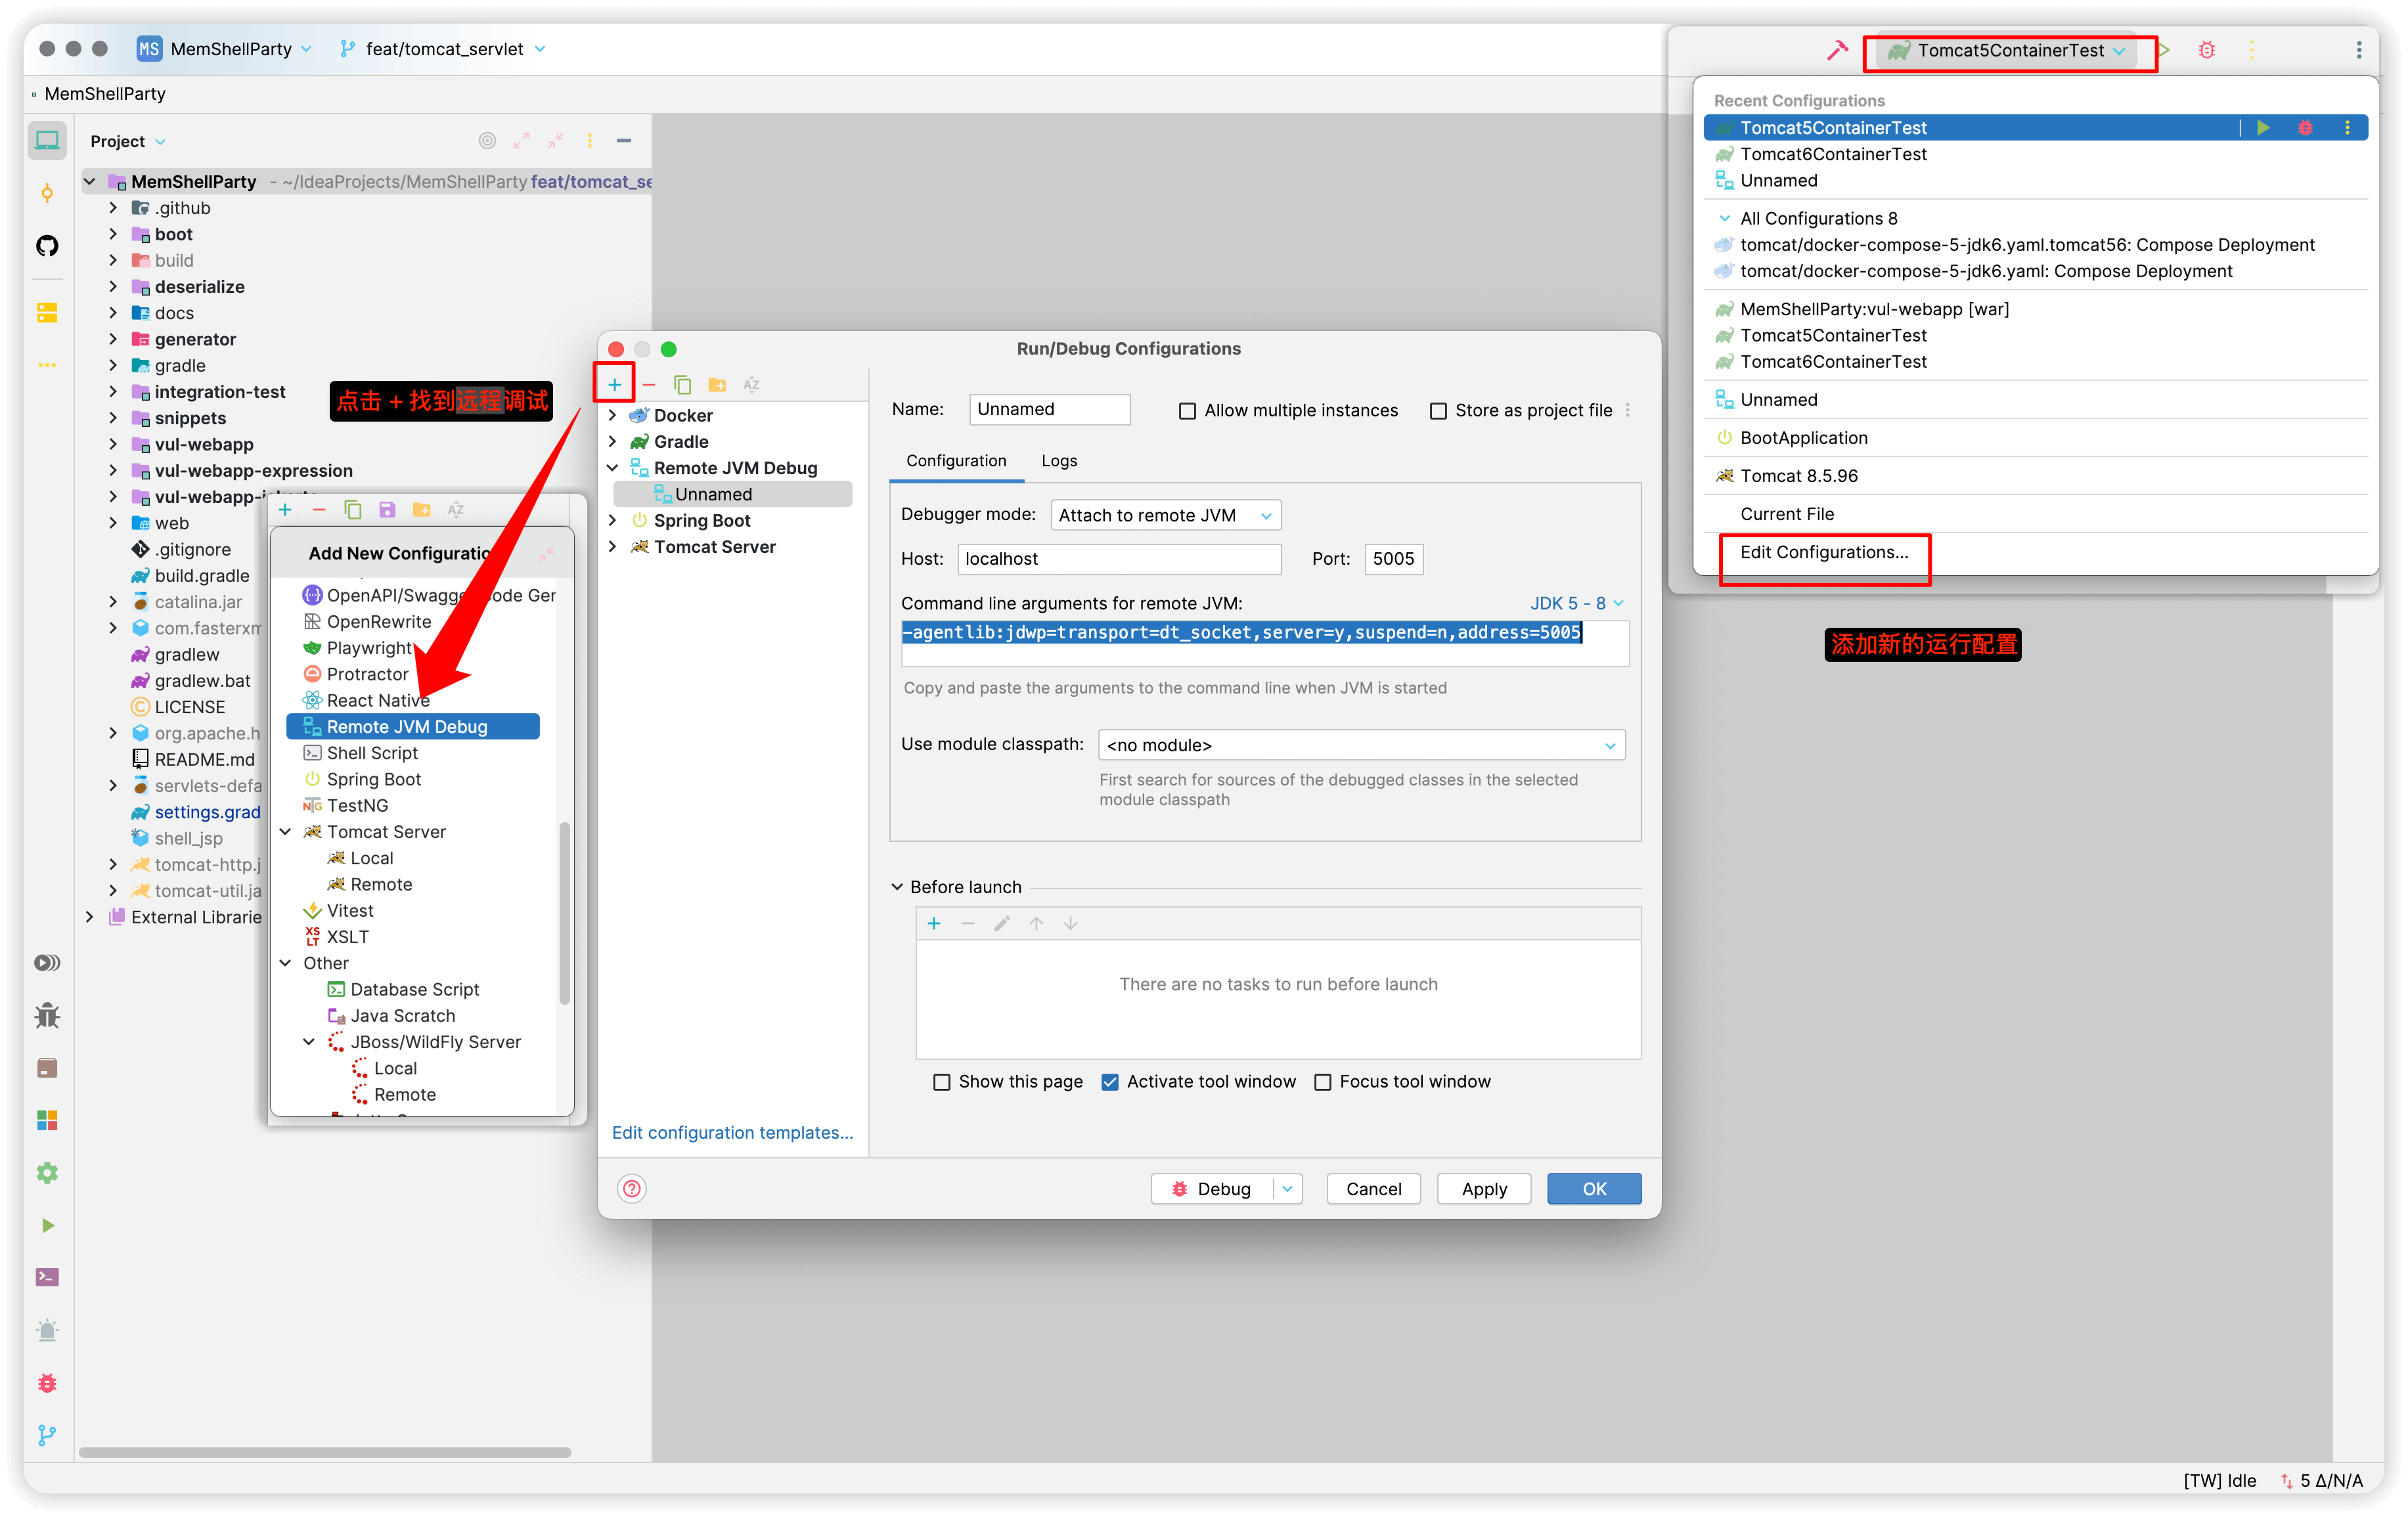 MS MemShellParty feat/tomcat_servlet
MemShellParty
Project
MemShellParty - ~/IdeaProjects/MemShellParty feat/tomcat_se
.github
boot
build
deserialize
docs
generator
gradle
integration-test
snippets
vul-webapp
vul-webapp-expression
vul-webapp-
web
.gitignore
build.gradle
catalina.jar
com.fasterxm
gradlew
gradlew.bat
LICENSE
org.apache.h
README.md
servlets-defa
settings.grad
shell_jsp
tomcat-http.j
tomcat-util.ja
External Librarie
点击 + 找到远程调试
Add New Configuratio
OpenAPI/Swagge Code Ger
OpenRewrite
Playwright
Protractor
React Native
Remote JVM Debug
Shell Script
Spring Boot
TestNG
Tomcat Server
Local
Remote
Vitest
XSLT
Other
Database Script
Java Scratch
JBoss/WildFly Server
Local
Remote
Run/Debug Configurations
Docker
Gradle
Remote JVM Debug
Unnamed
Spring Boot
Tomcat Server
Edit configuration templates...
Name: Unnamed Allow multiple instances Store as project file
Configuration Logs
Debugger mode: Attach to remote JVM
Host: localhost Port: 5005
Command line arguments for remote JVM: JDK 5 - 8
-agentlib:jdwp=transport=dt_socket,server=y,suspend=n,address=5005
Copy and paste the arguments to the command line when JVM is started
Use module classpath: <no module>
First search for sources of the debugged classes in the selected
module classpath
Before launch
There are no tasks to run before launch
Show this page Activate tool window Focus tool window
? Debug Cancel Apply OK
Tomcat5ContainerTest
Recent Configurations
Tomcat5ContainerTest
Tomcat6ContainerTest
Unnamed
All Configurations 8
tomcat/docker-compose-5-jdk6.yaml.tomcat56: Compose Deployment
tomcat/docker-compose-5-jdk6.yaml: Compose Deployment
MemShellParty:vul-webapp [war]
Tomcat5ContainerTest
Tomcat6ContainerTest
Unnamed
BootApplication
Tomcat 8.5.96
Current File
Edit Configurations...
添加新的运行配置
[TW] Idle 5 Δ/N/A